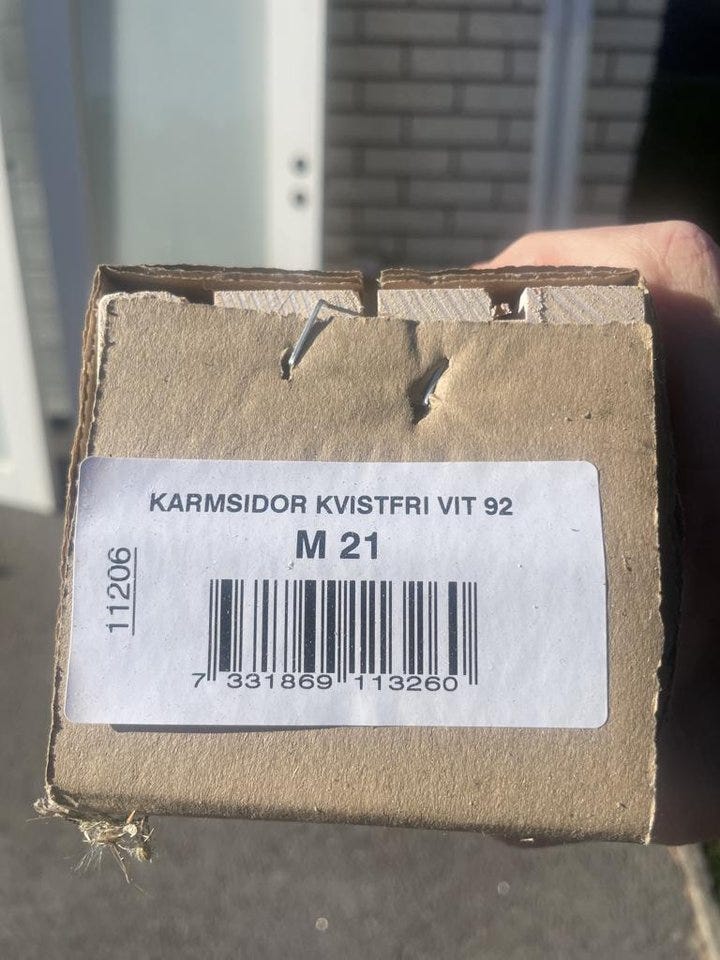 KARMSIDOR KVISTFRI VIT 92
M 21
11206
7 331869 113260